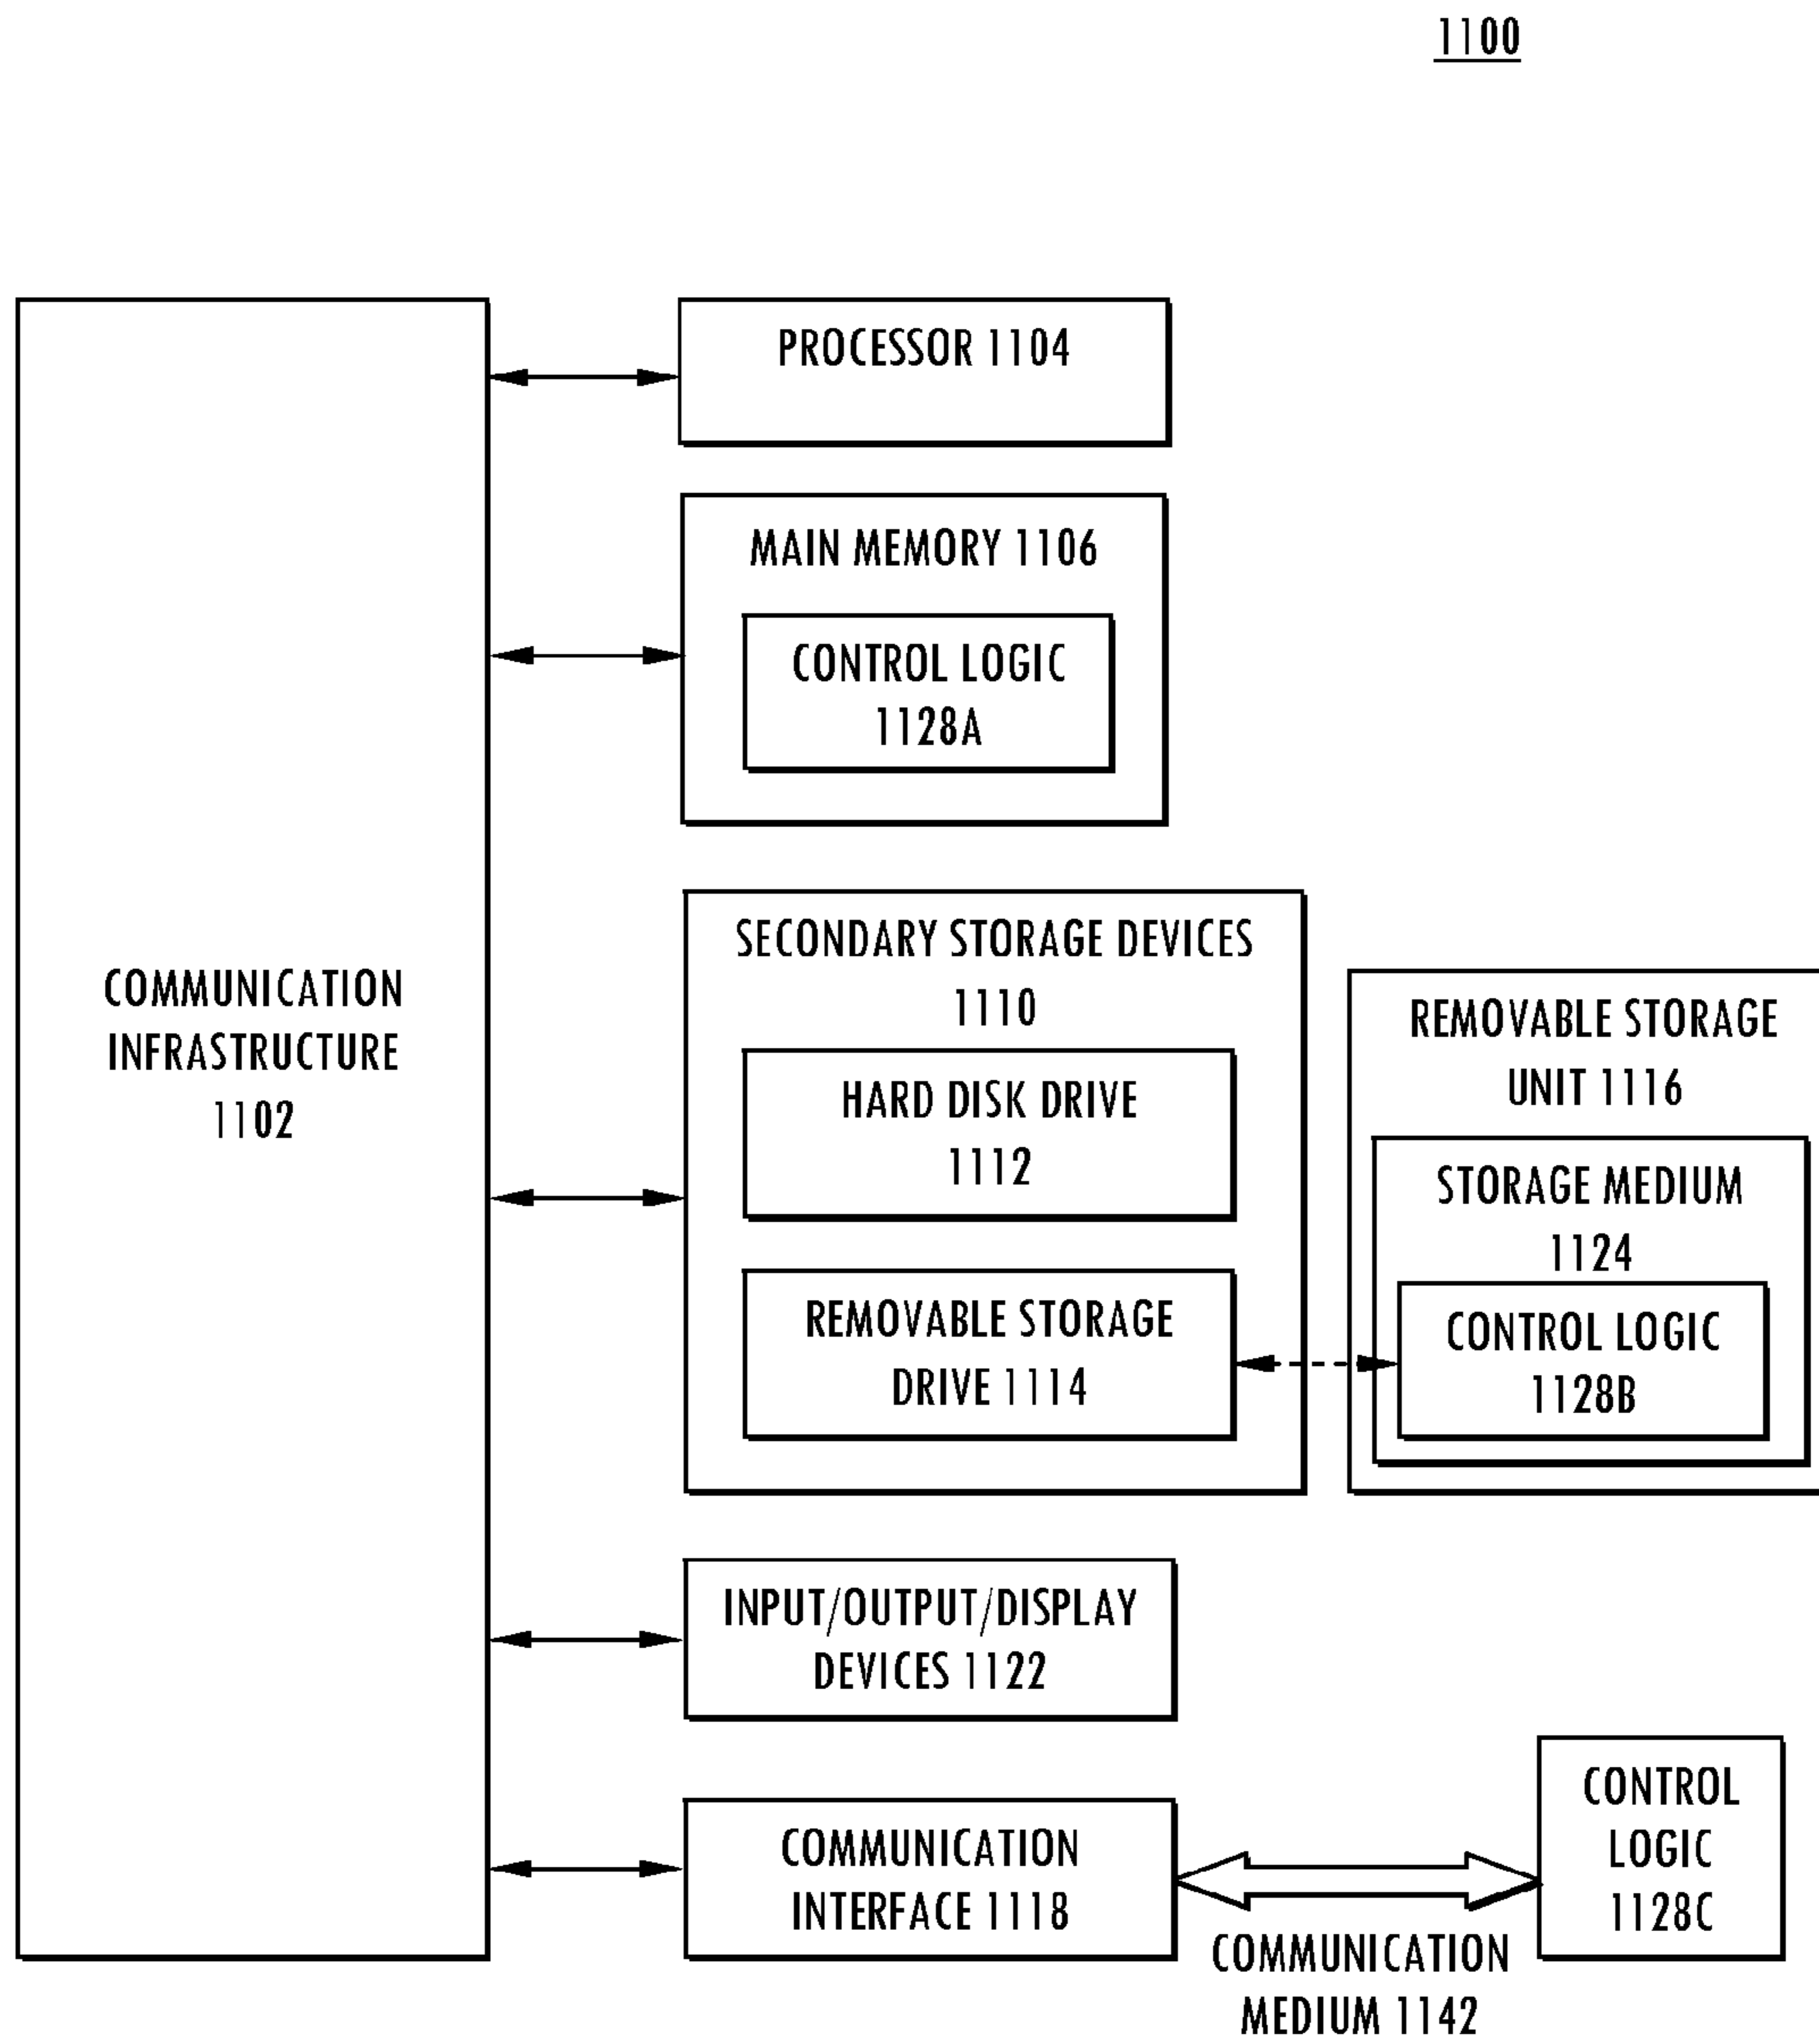 1100
PROCESSOR 1104
MAIN MEMORY 1106
CONTROL LOGIC
1128A
COMMUNICATION
INFRASTRUCTURE
1102
SECONDARY STORAGE DEVICES
1110
HARD DISK DRIVE
1112
REMOVABLE STORAGE
DRIVE 1114
REMOVABLE STORAGE
UNIT 1116
STORAGE MEDIUM
1124
CONTROL LOGIC
1128B
INPUT/OUTPUT/DISPLAY
DEVICES 1122
COMMUNICATION
INTERFACE 1118
COMMUNICATION
MEDIUM 1142
CONTROL
LOGIC
1128C